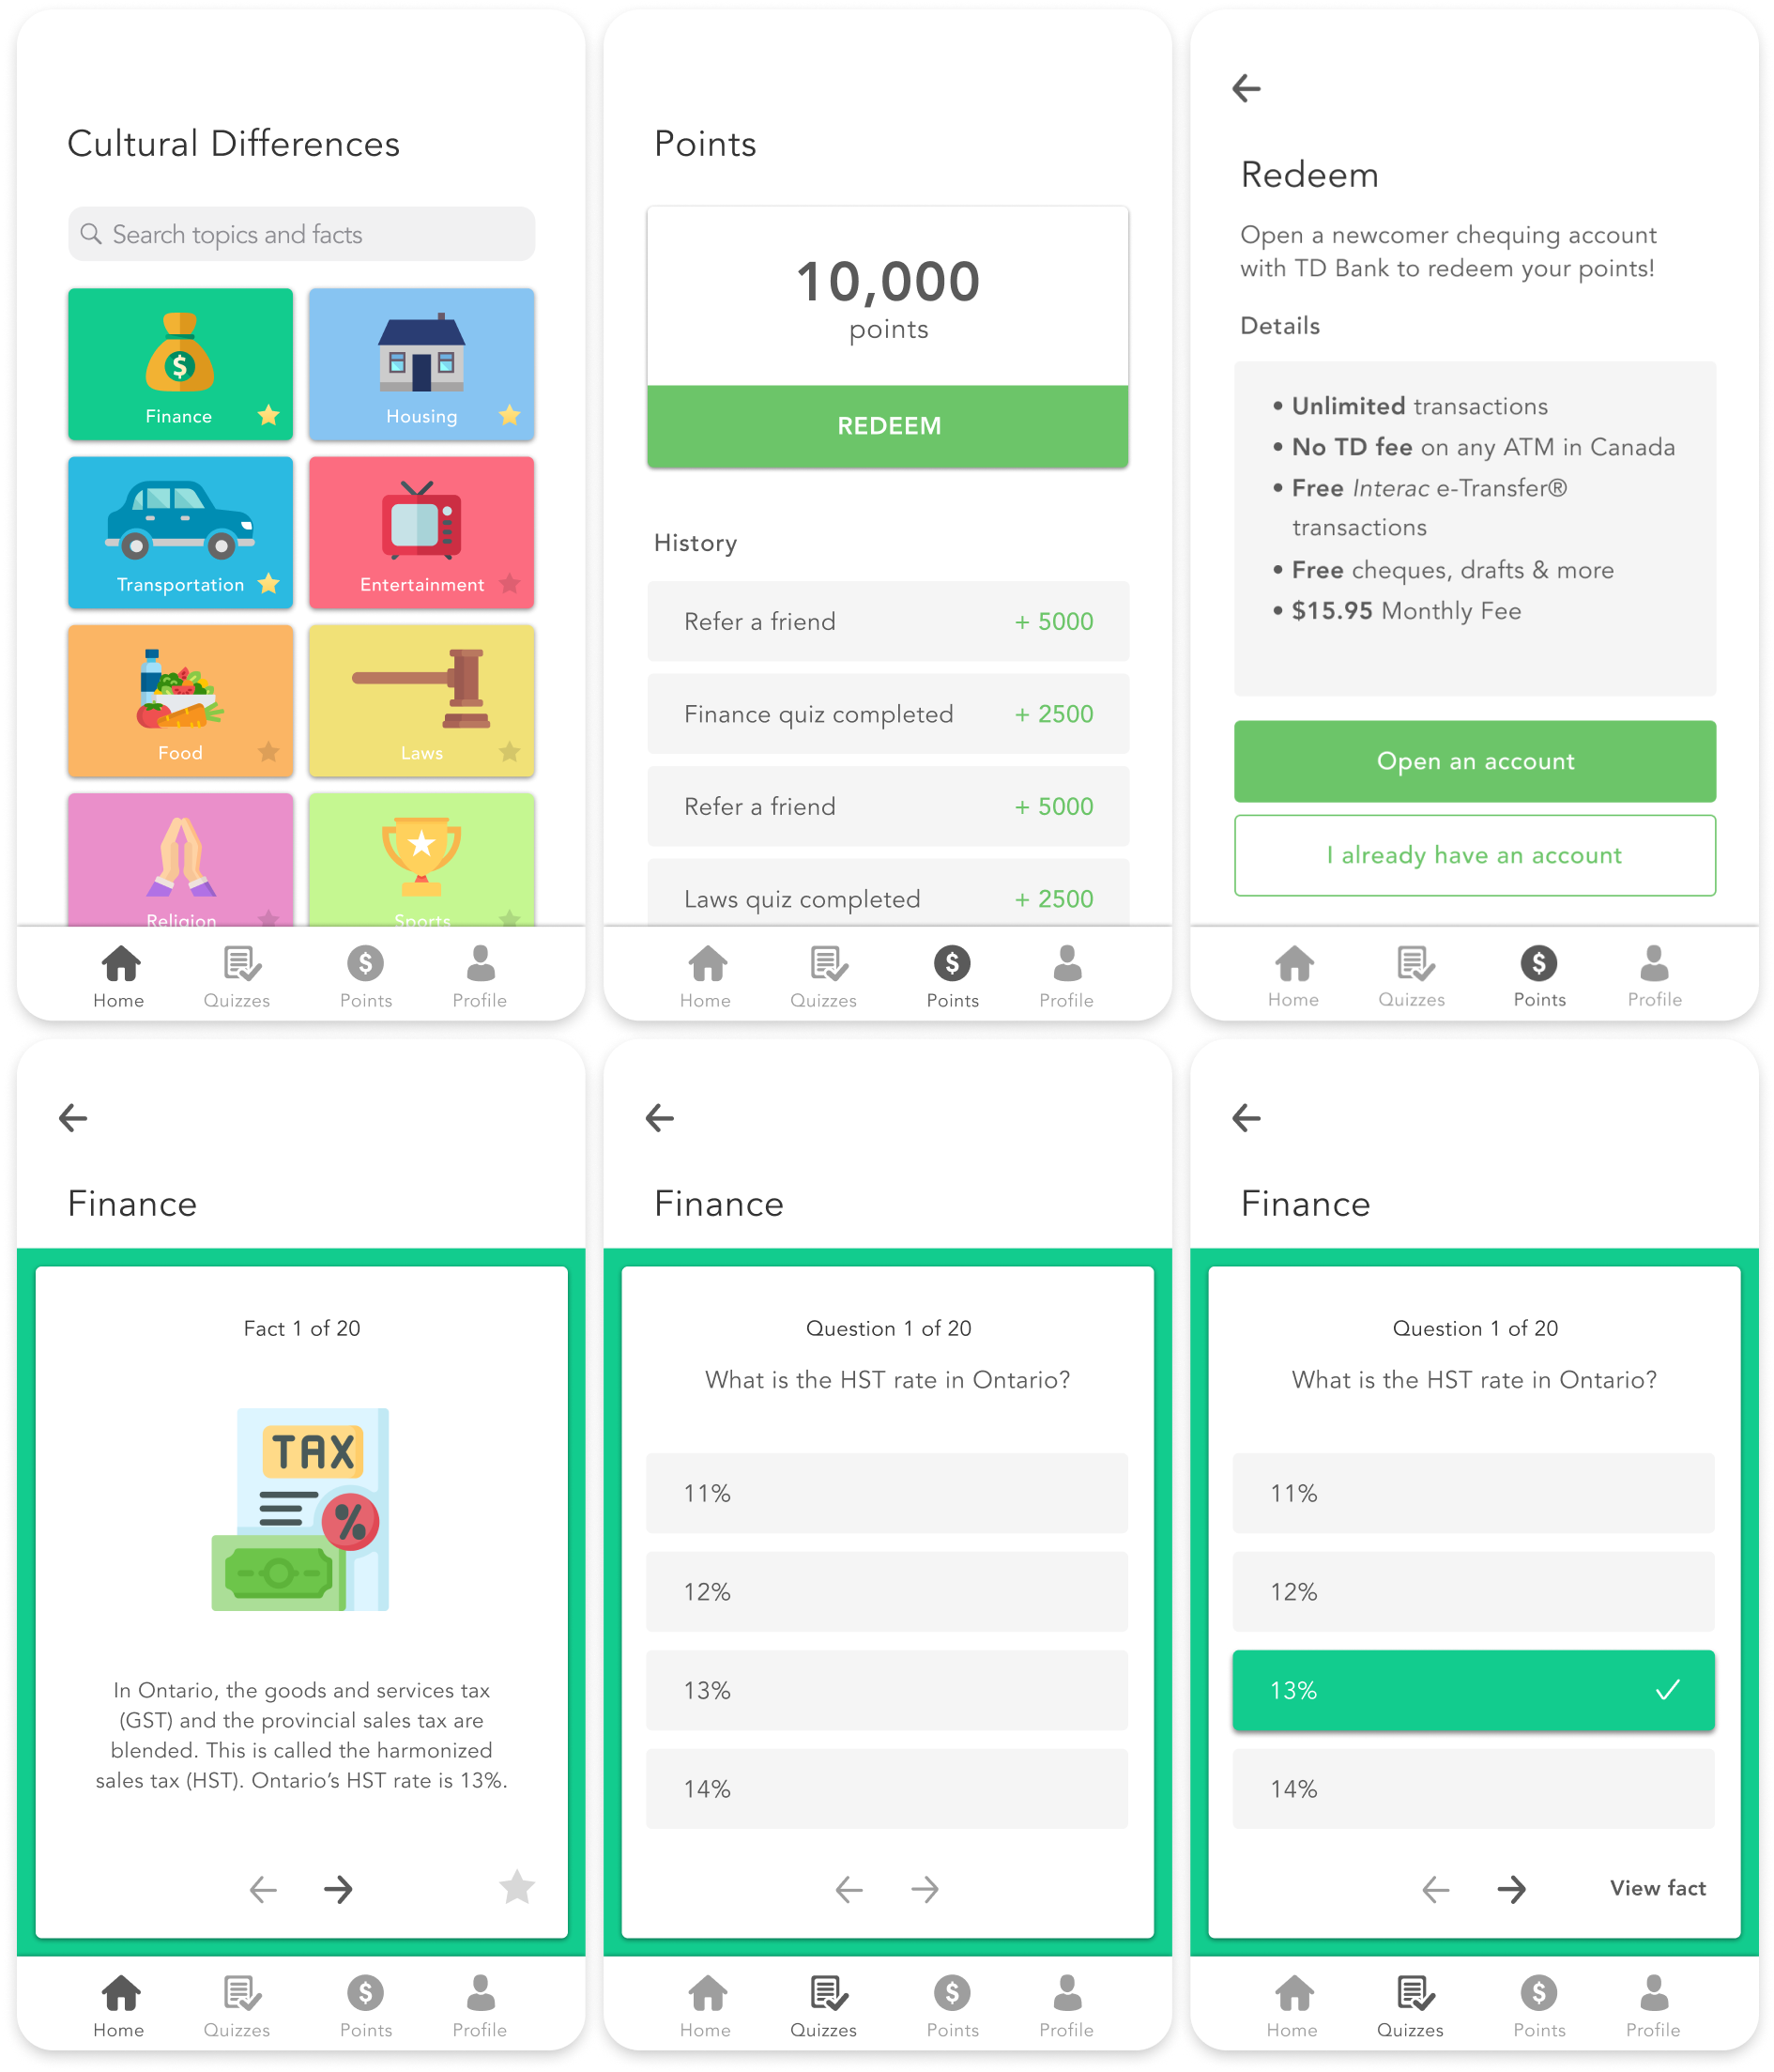 Cultural Differences
Search topics and facts
$
Finance
Housing
Transportation
Entertainment
Food
Laws
Religion
Sports
$
Home
Quizzes
Points
Profile
Points
10,000
points
REDEEM
History
Refer a friend
+ 5000
Finance quiz completed
+ 2500
Refer a friend
+ 5000
Laws quiz completed
+ 2500
$
Home
Quizzes
Points
Profile
Redeem
Open a newcomer chequing account
with TD Bank to redeem your points!
Details
• Unlimited transactions
• No TD fee on any ATM in Canada
• Free Interac e-Transfer®
transactions
• Free cheques, drafts & more
• $15.95 Monthly Fee
Open an account
I already have an account
$
Home
Quizzes
Points
Profile
Finance
Fact 1 of 20
TAX
%
In Ontario, the goods and services tax
(GST) and the provincial sales tax are
blended. This is called the harmonized
sales tax (HST). Ontario's HST rate is 13%.
$
Home
Quizzes
Points
Profile
Finance
Question 1 of 20
What is the HST rate in Ontario?
11%
12%
13%
14%
$
Home
Quizzes
Points
Profile
Finance
Question 1 of 20
What is the HST rate in Ontario?
11%
12%
13%
14%
View fact
$
Home
Quizzes
Points
Profile